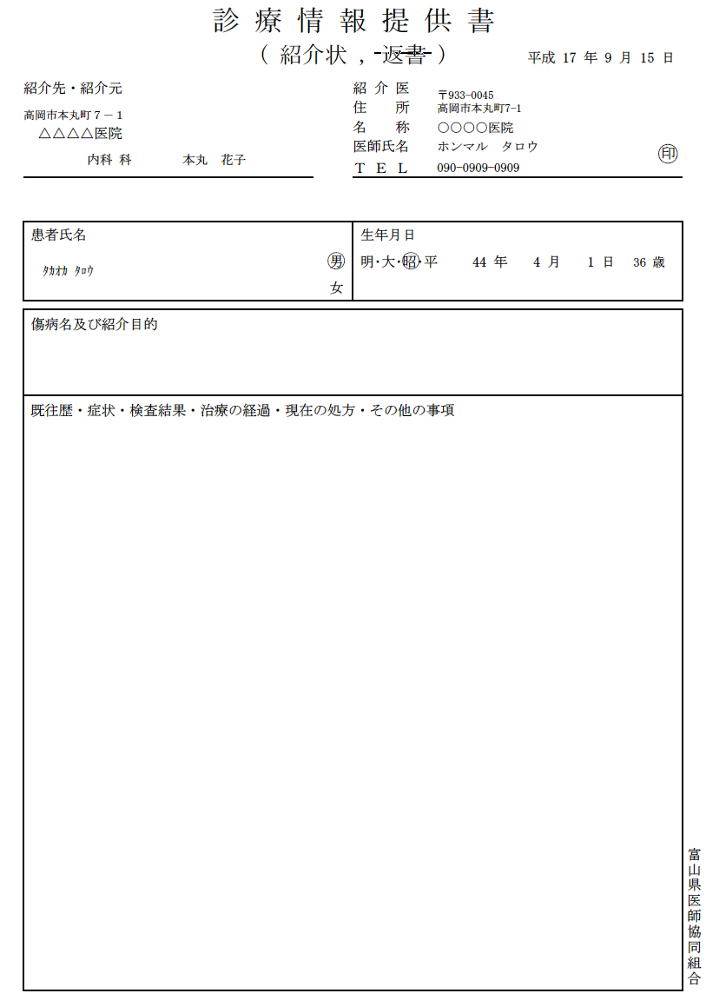 診療情報提供書
( 紹介状 , 返書 )
平成 17 年 9 月 15 日
紹介先・紹介元
高岡市本丸町７－１
△△△△医院
内科 科 本丸 花子
紹介医 〒933-0045
住所 高岡市本丸町7-1
名称 ○○○○医院
医師氏名 ホンマル タロウ
印
ＴＥＬ 090-0909-0909
患者氏名
ﾀｶｵｶ ﾀﾛｳ
男
女
生年月日
明・大・昭・平 44 年 4 月 1 日 36 歳
傷病名及び紹介目的
既往歴・症状・検査結果・治療の経過・現在の処方・その他の事項
富山県医師協同組合